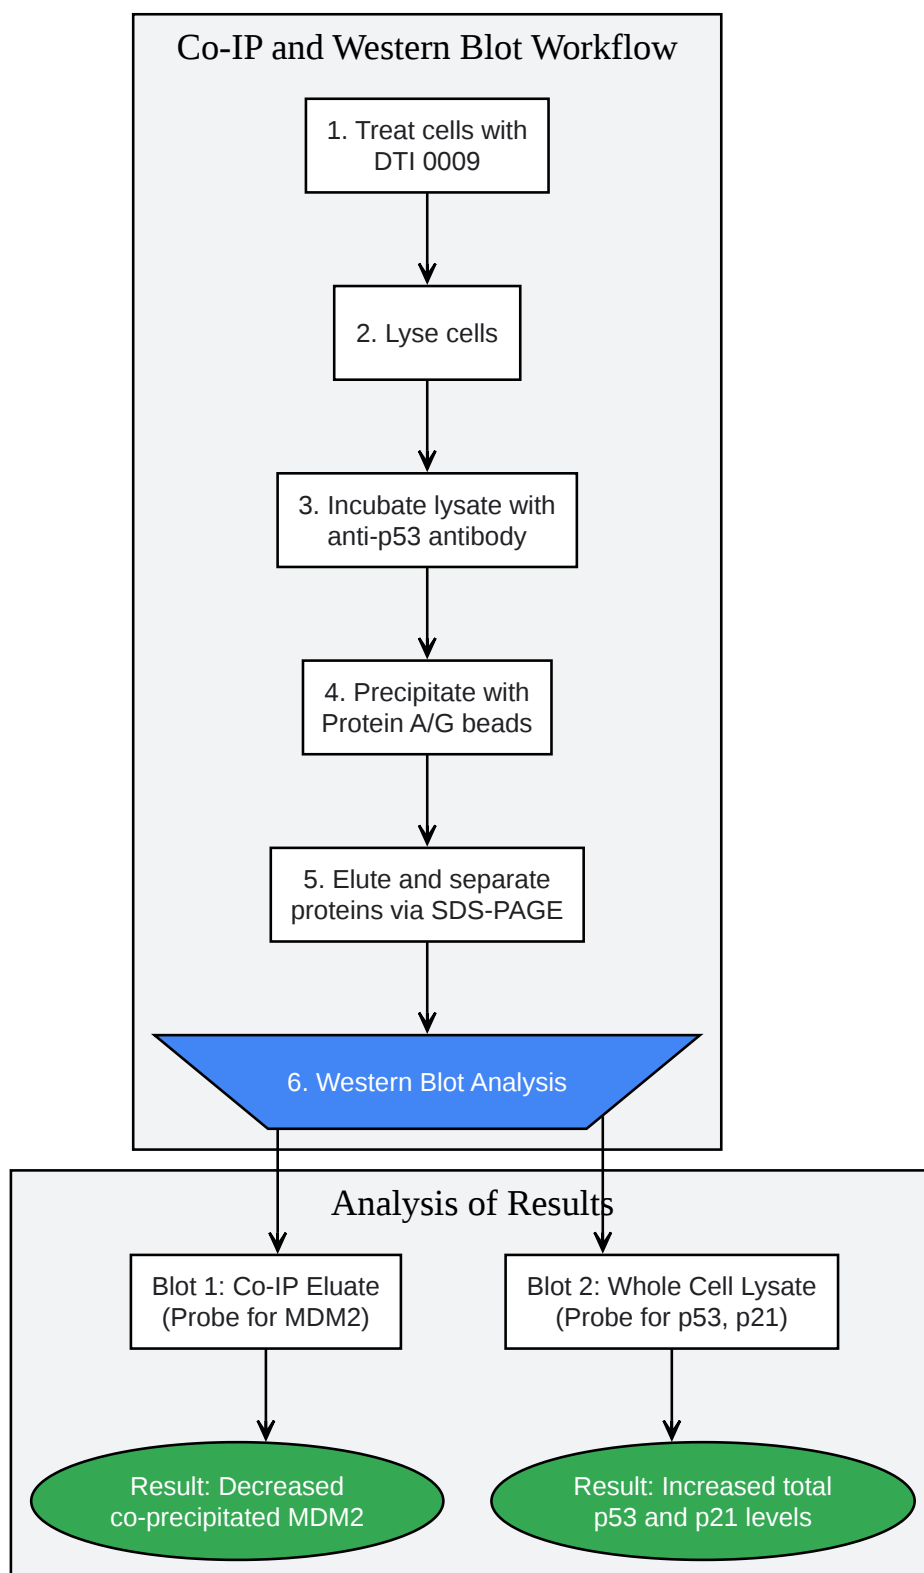 Co-IP and Western Blot Workflow
1. Treat cells with
DTI 0009
2. Lyse cells
3. Incubate lysate with
anti-p53 antibody
4. Precipitate with
Protein A/G beads
5. Elute and separate
proteins via SDS-PAGE
6. Western Blot Analysis
Analysis of Results
Blot 1: Co-IP Eluate
(Probe for MDM2)
Blot 2: Whole Cell Lysate
(Probe for p53, p21)
Result: Decreased
co-precipitated MDM2
Result: Increased total
p53 and p21 levels